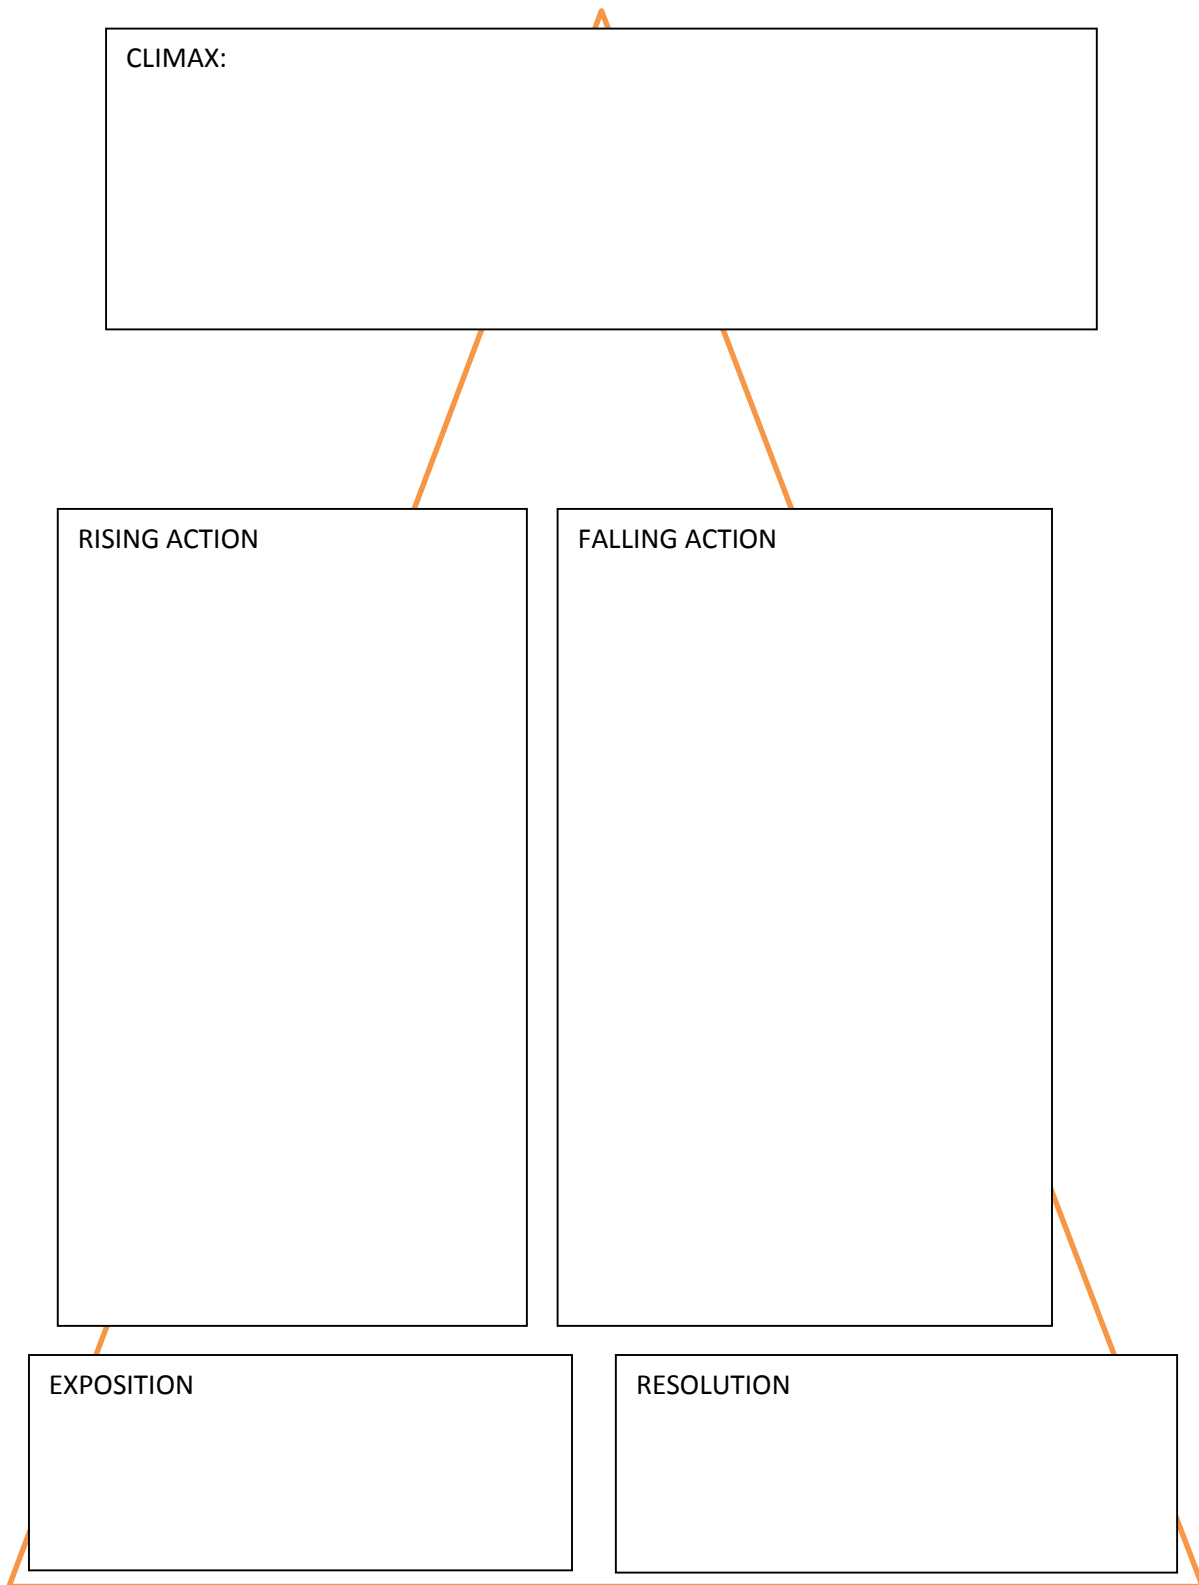 CLIMAX:
RISING ACTION
FALLING ACTION
EXPOSITION
RESOLUTION